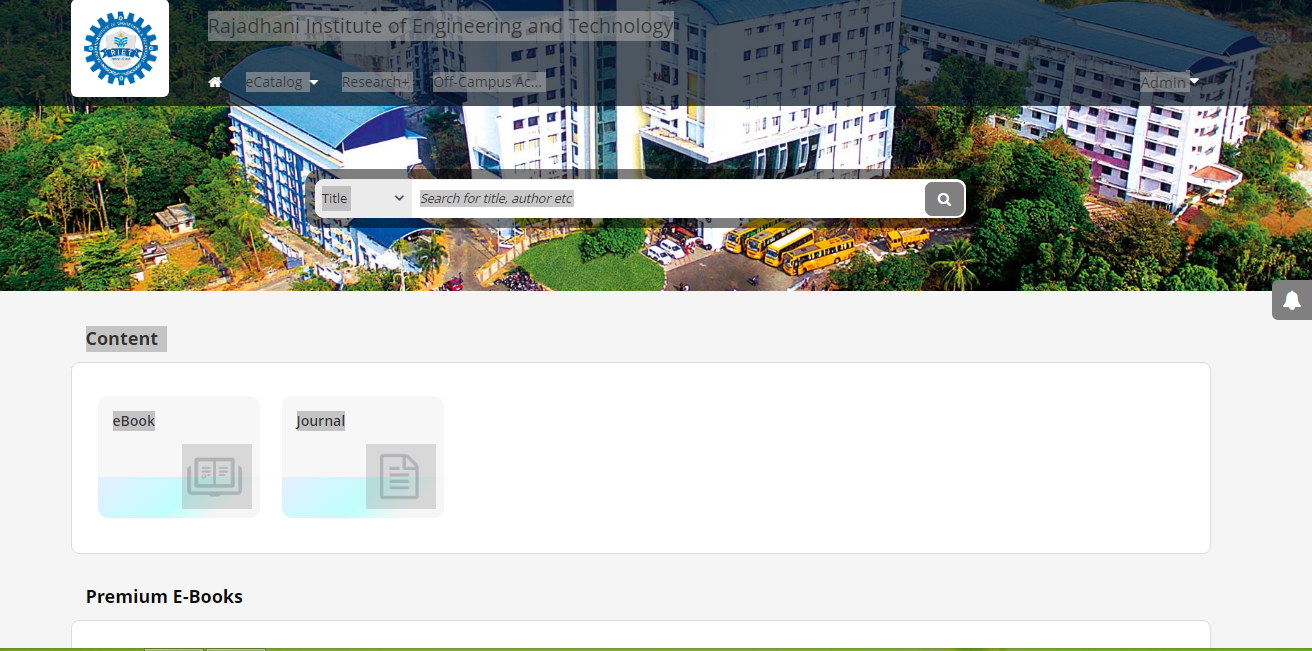 Rajadhani Institute of Engineering and Technology
RIET
eCatalog
Research+
Off-Campus Ac...
Admin
Title
Search for title, author etc
Content
eBook
Journal
Premium E-Books